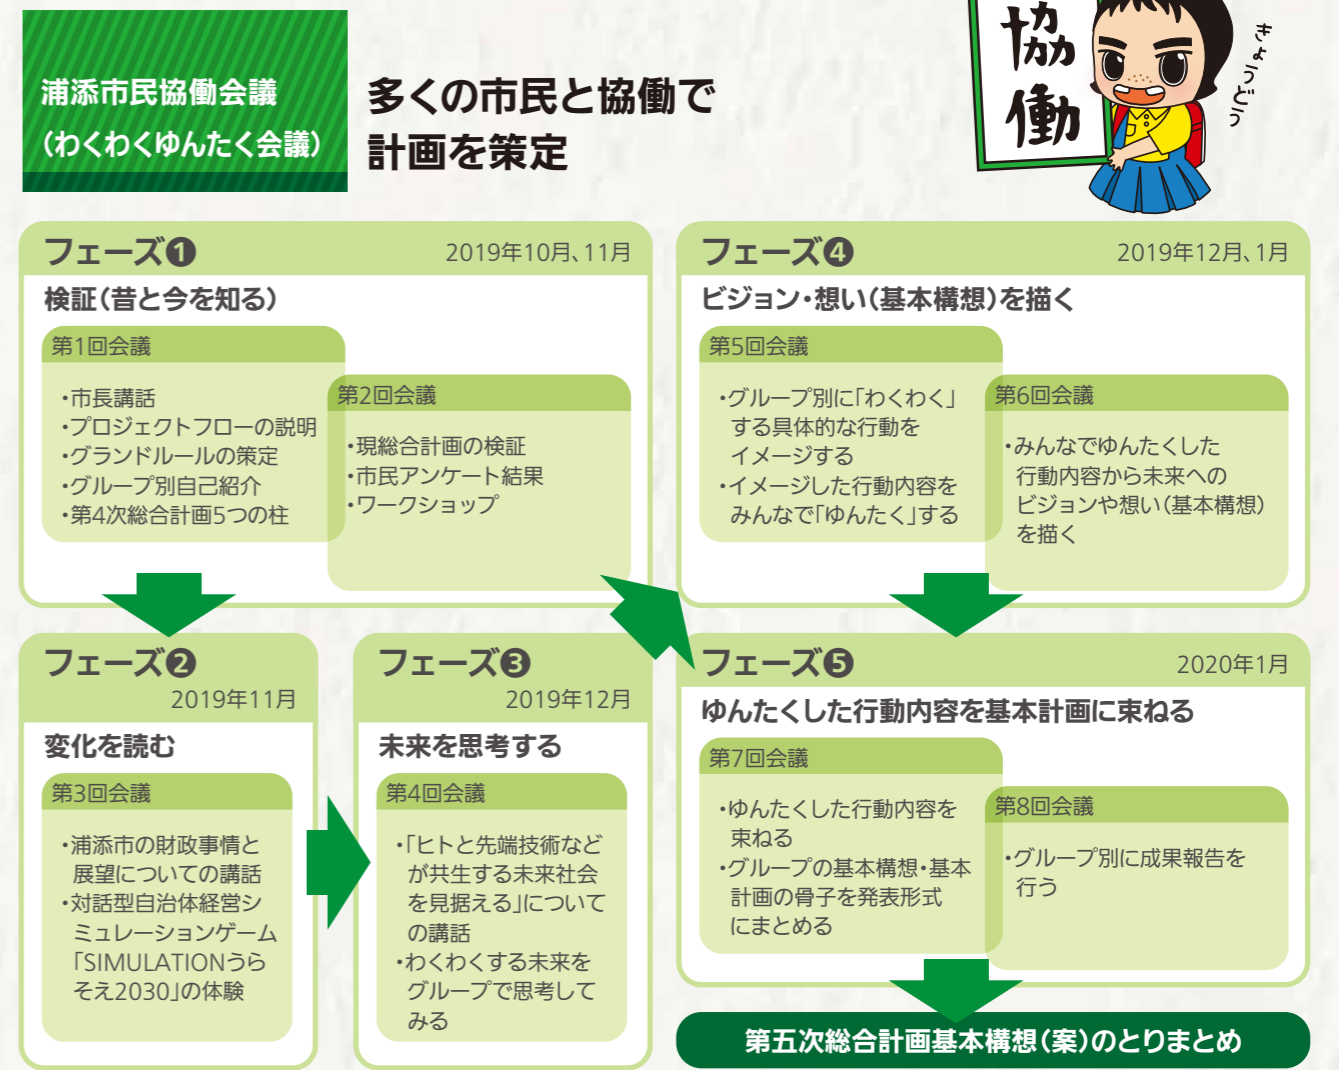 浦添市民協働会議
（わくわくゆんたく会議）
多くの市民と協働で
計画を策定
協働
きょうどう
フェーズ❶
2019年10月、11月
検証（昔と今を知る）
第1回会議
・市長講話
・プロジェクトフローの説明
・グランドルールの策定
・グループ別自己紹介
・第4次総合計画5つの柱
第2回会議
・現総合計画の検証
・市民アンケート結果
・ワークショップ
フェーズ❷
2019年11月
変化を読む
第3回会議
・浦添市の財政事情と
展望についての講話
・対話型自治体経営シ
ミュレーションゲーム
「SIMULATIONうら
そえ2030」の体験
フェーズ❸
2019年12月
未来を思考する
第4回会議
・「ヒトと先端技術など
が共生する未来社会
を見据える」について
の講話
・わくわくする未来を
グループで思考して
みる
フェーズ❹
2019年12月、1月
ビジョン・想い（基本構想）を描く
第5回会議
・グループ別に「わくわく」
する具体的な行動を
イメージする
・イメージした行動内容を
みんなで「ゆんたく」する
第6回会議
・みんなでゆんたくした
行動内容から未来への
ビジョンや想い（基本構想）
を描く
フェーズ❺
2020年1月
ゆんたくした行動内容を基本計画に束ねる
第7回会議
・ゆんたくした行動内容を
束ねる
・グループの基本構想・基本
計画の骨子を発表形式
にまとめる
第8回会議
・グループ別に成果報告を
行う
第五次総合計画基本構想（案）のとりまとめ